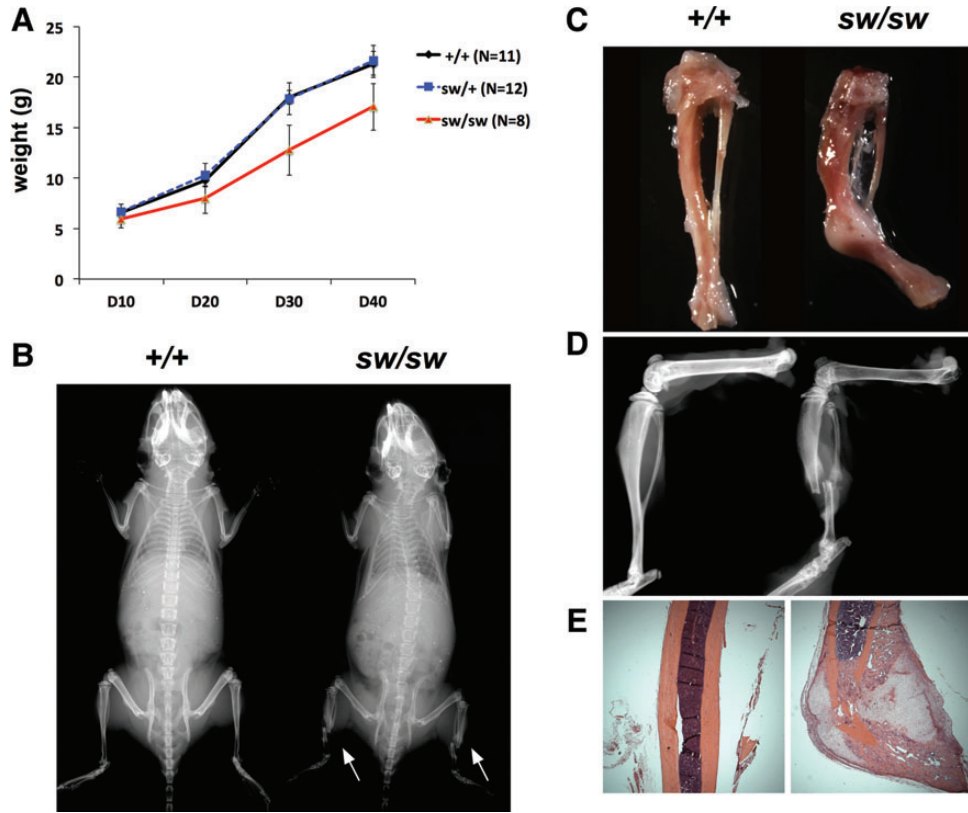 A
weight (g)
25
20
15
10
5
0
D10 D20 D30 D40
+/+ (N=11)
sw/+ (N=12)
sw/sw (N=8)
B
+/+ sw/sw
C
+/+ sw/sw
D
E